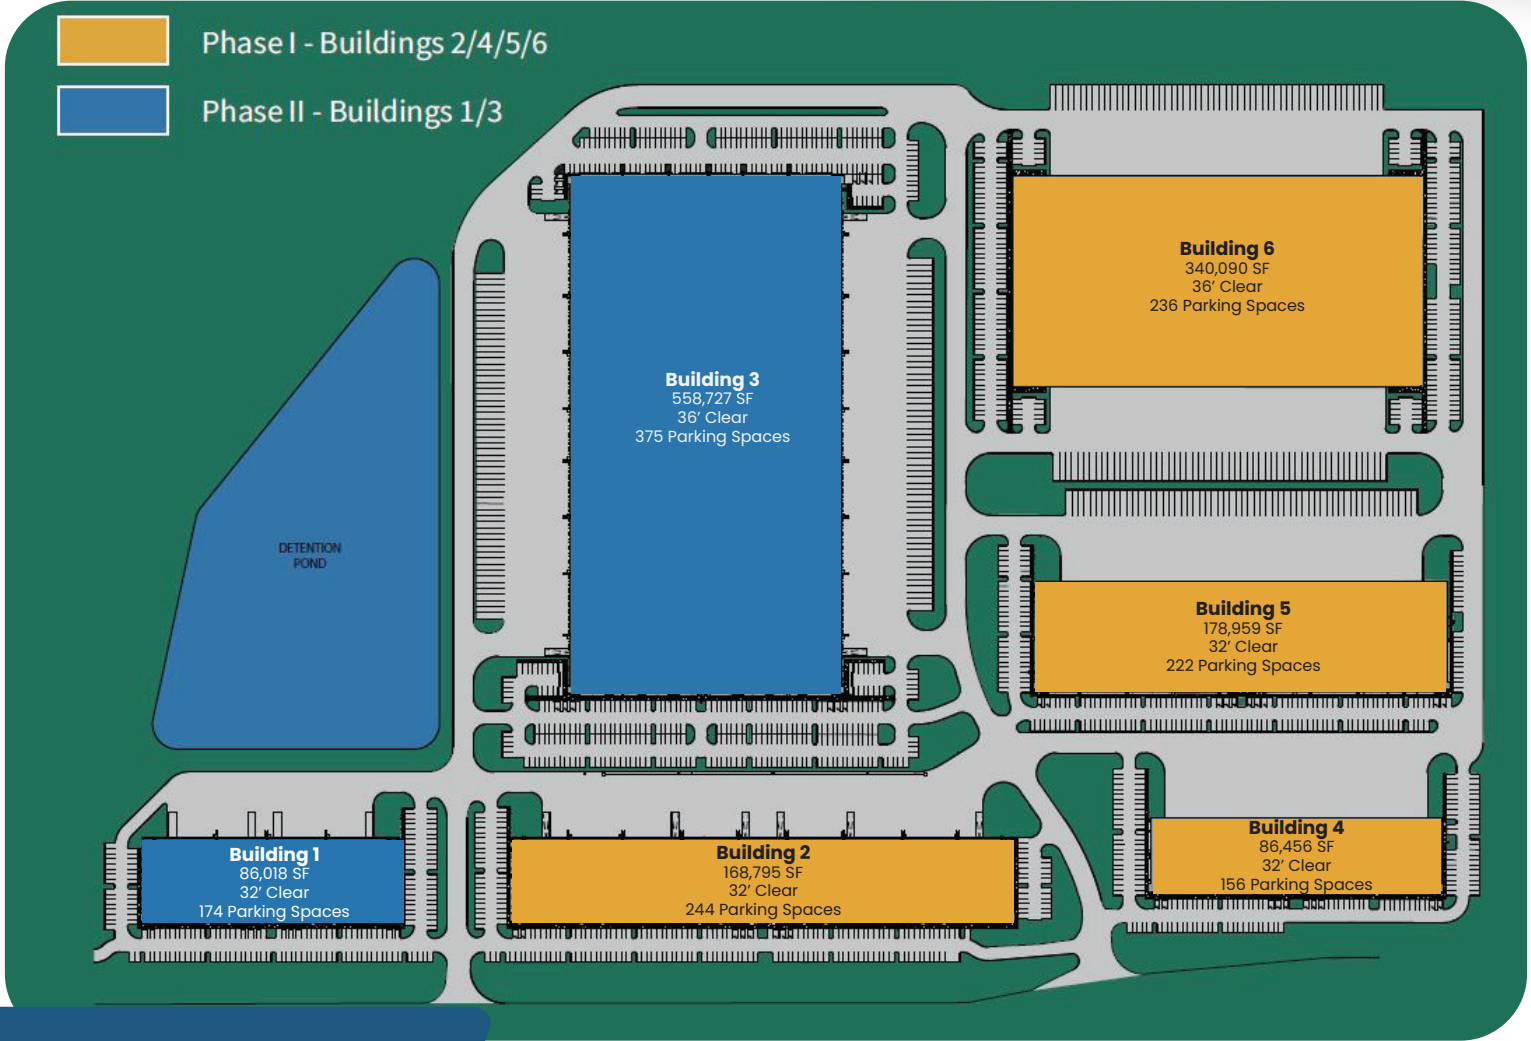 Phase I - Buildings 2/4/5/6
Phase II - Buildings 1/3
Building 6
340,090 SF
36’ Clear
236 Parking Spaces
Building 3
558,727 SF
36’ Clear
375 Parking Spaces
DETENTION
POND
Building 5
178,959 SF
32’ Clear
222 Parking Spaces
Building 1
86,018 SF
32’ Clear
174 Parking Spaces
Building 2
168,795 SF
32’ Clear
244 Parking Spaces
Building 4
86,456 SF
32’ Clear
156 Parking Spaces